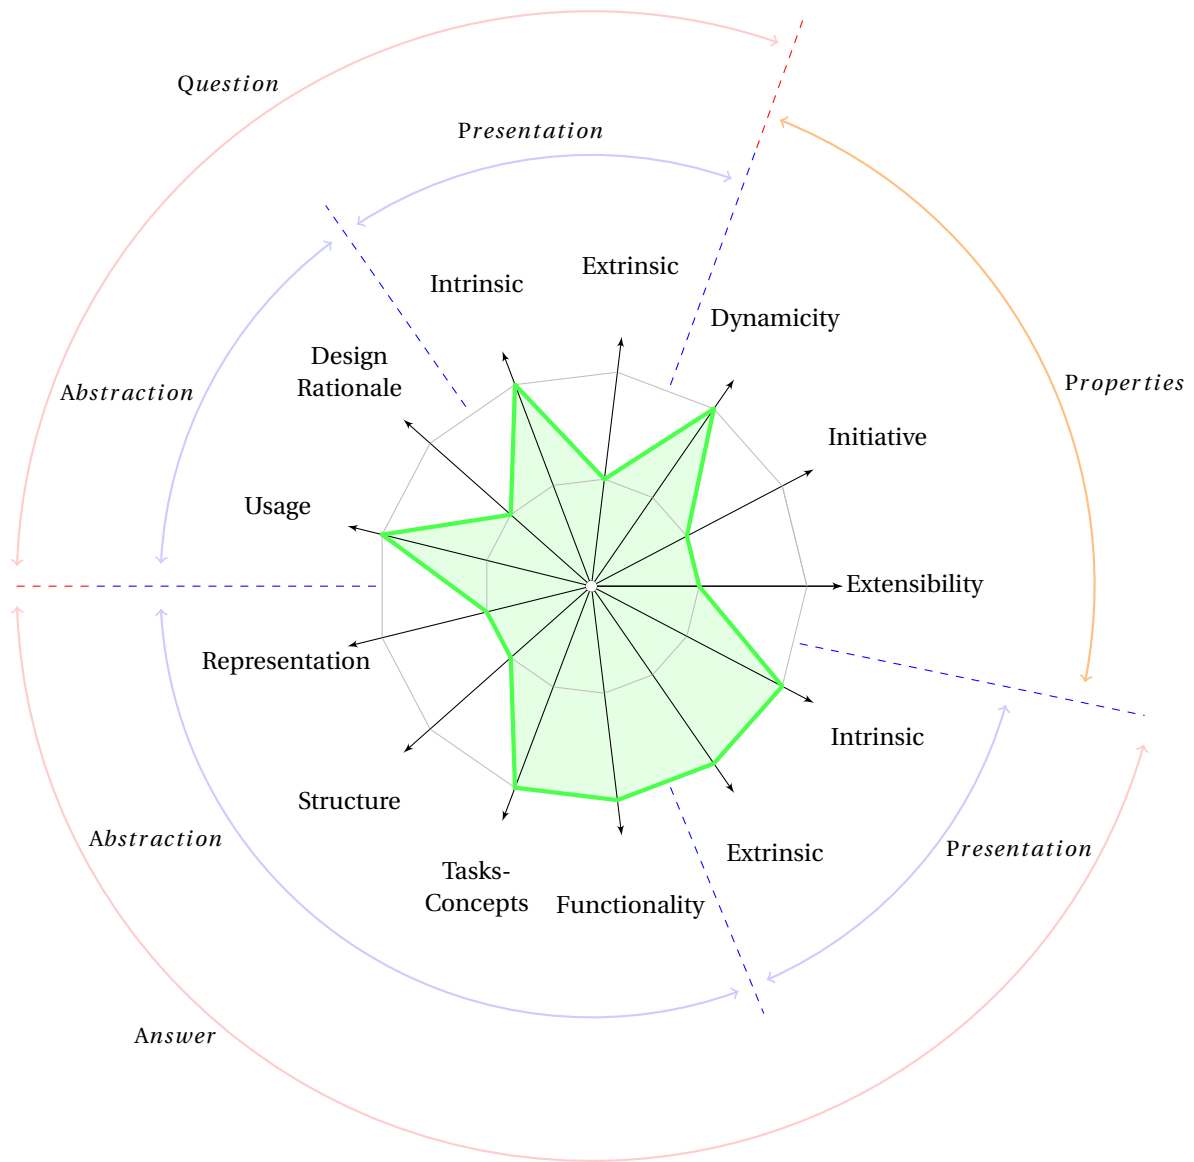 Question
Presentation
Extrinsic
Intrinsic
Dynamicity
Design
Rationale
Properties
Abstraction
Initiative
Usage
Extensibility
Representation
Intrinsic
Structure
Abstraction
Presentation
Extrinsic
Tasks-
Concepts
Functionality
Answer